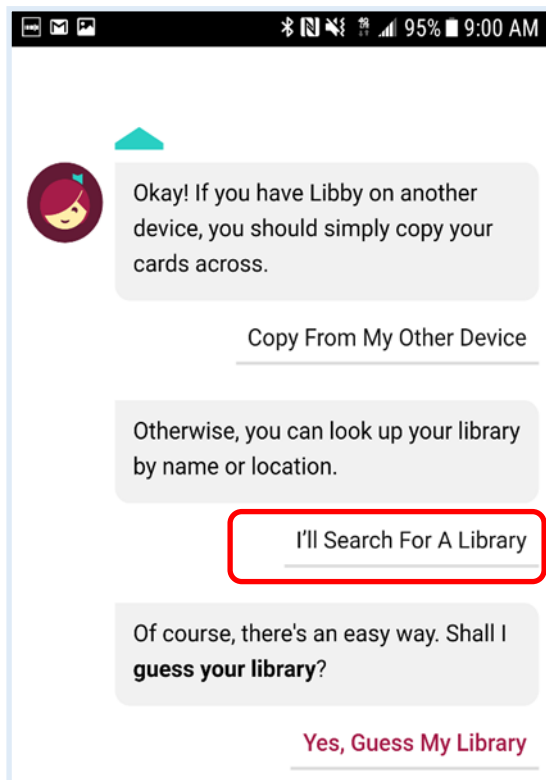 95% 9:00 AM
Okay! If you have Libby on another
device, you should simply copy your
cards across.
Copy From My Other Device
Otherwise, you can look up your library
by name or location.
I'll Search For A Library
Of course, there's an easy way. Shall I
guess your library?
Yes, Guess My Library